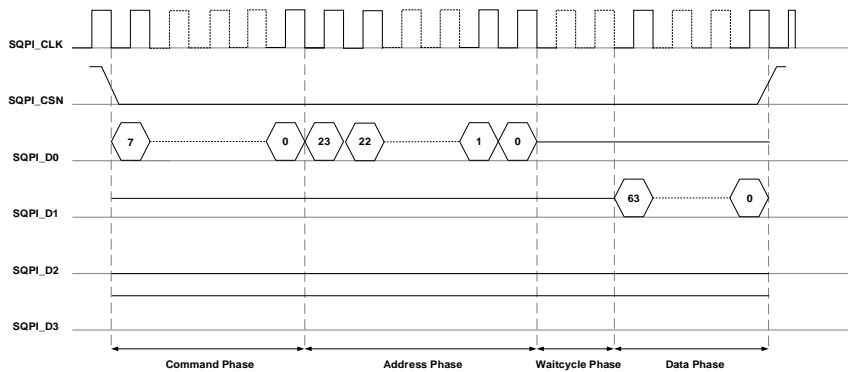 SQPI_CLK
SQPI_CSN
SQPI_D0
7
0
23
22
1
0
SQPI_D1
63
0
SQPI_D2
SQPI_D3
Command Phase
Address Phase
Waitcycle Phase
Data Phase